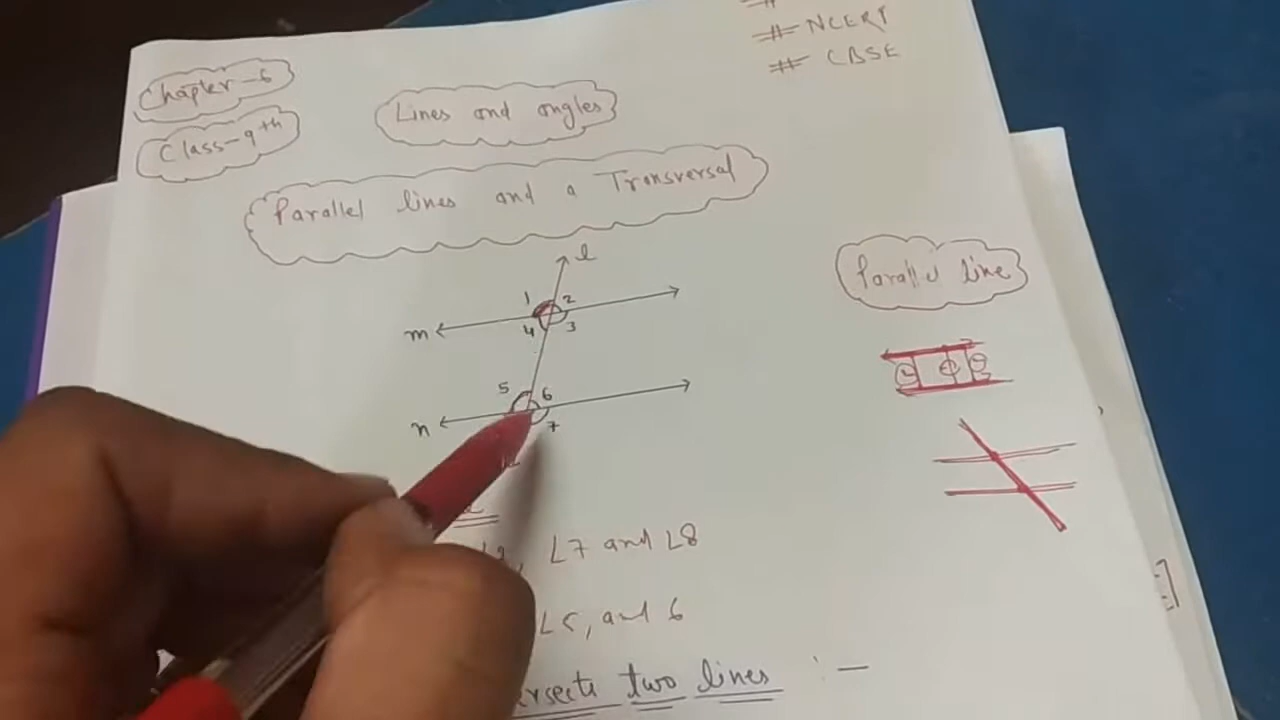 # NCERT
# CBSE
Chapter-6
Class-9th
Lines and angles
Parallel lines and a Transversal
l
1 2
m 4 3
5 6
n 7
Parallel line
∠7 and ∠8
∠5, and 6
two lines :-